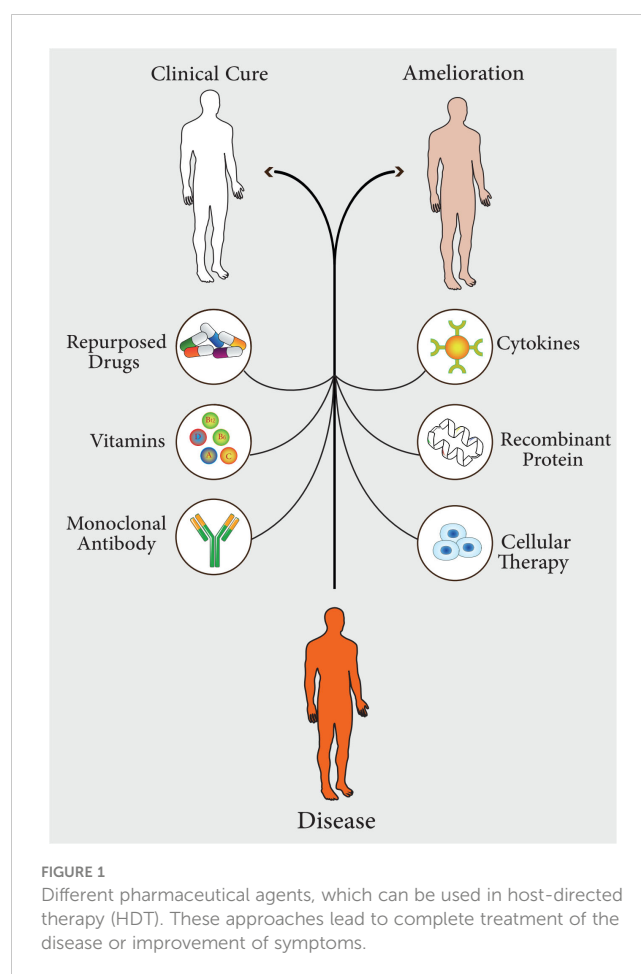 Clinical Cure
Amelioration
Repurposed
Drugs
Cytokines
Vitamins
B12
D
B6
A
C
Recombinant
Protein
Monoclonal
Antibody
Cellular
Therapy
Disease
FIGURE 1
Different pharmaceutical agents, which can be used in host-directed
therapy (HDT). These approaches lead to complete treatment of the
disease or improvement of symptoms.